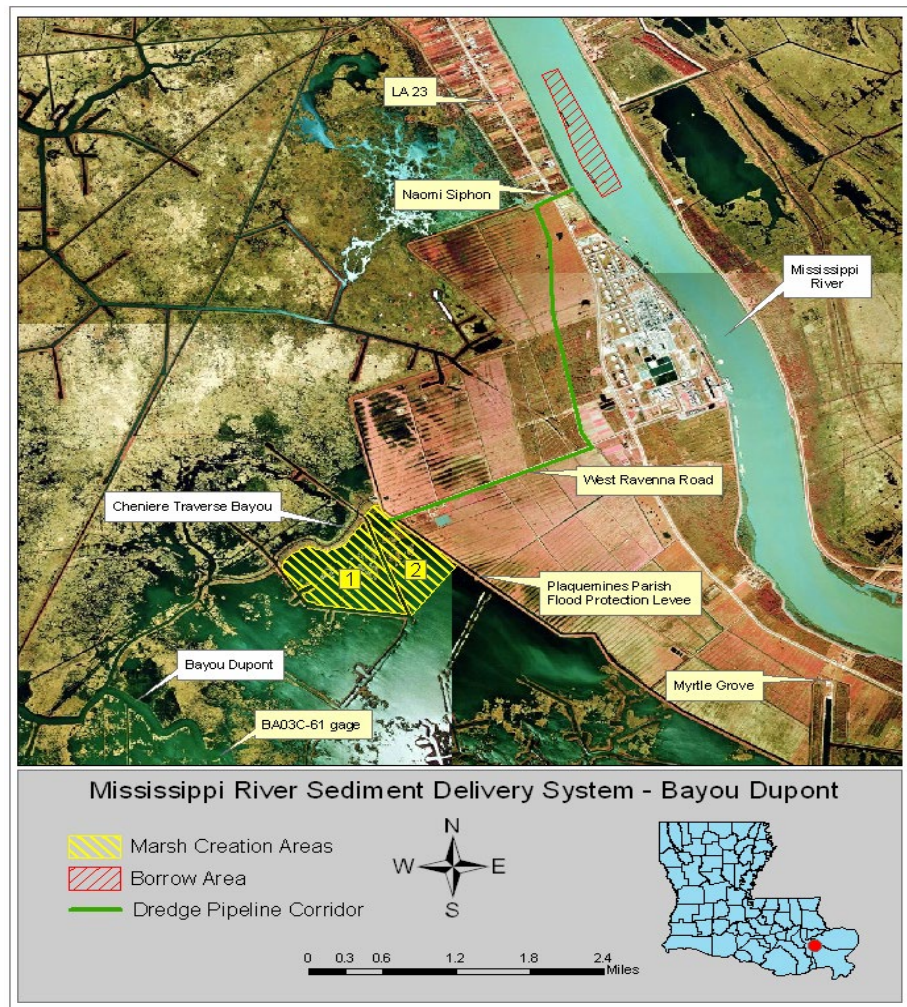 LA 23
Naomi Siphon
Mississippi
River
West Ravenna Road
Cheniere Traverse Bayou
1
2
Plaquemines Parish
Flood Protection Levee
Bayou Dupont
Myrtle Grove
BA03C-61 gage
Mississippi River Sediment Delivery System - Bayou Dupont
Marsh Creation Areas
Borrow Area
Dredge Pipeline Corridor
N
W
E
S
0 0.3 0.6 1.2 1.8 2.4
Miles